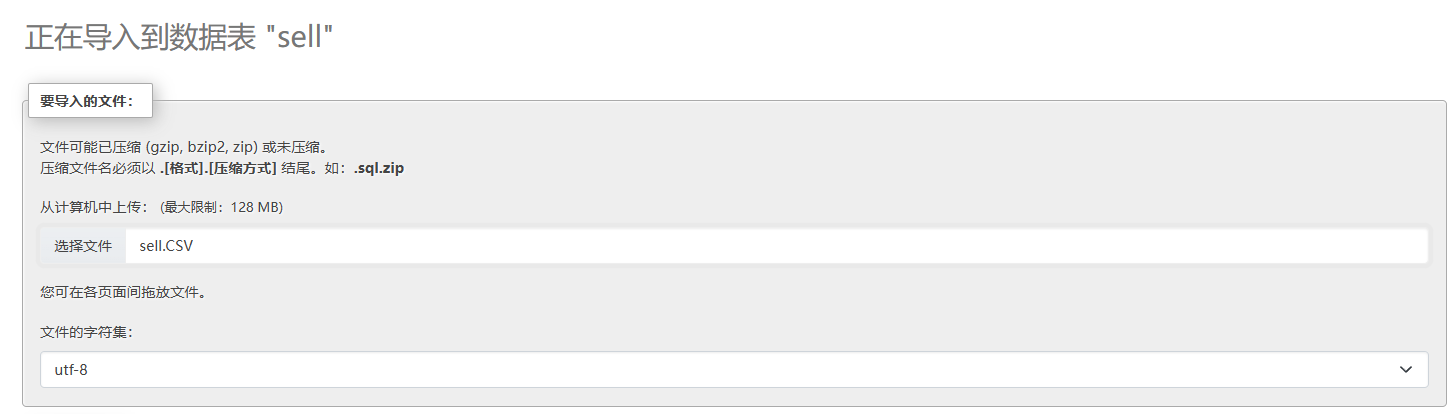 正在导入到数据表 "sell"
要导入的文件：
文件可能已压缩 (gzip, bzip2, zip) 或未压缩。
压缩文件名必须以 .[格式].[压缩方式] 结尾。如：.sql.zip
从计算机中上传： (最大限制：128 MB)
选择文件 sell.CSV
您可在各页面间拖放文件。
文件的字符集：
utf-8